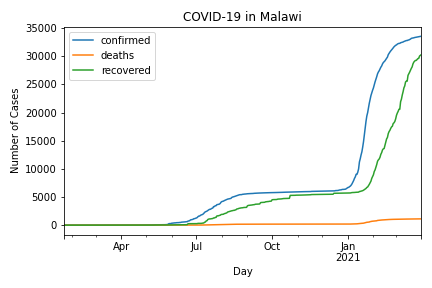 COVID-19 in Malawi
35000
30000
25000
20000
15000
10000
5000
0
Number of Cases
confirmed
deaths
recovered
Apr
Jul
Oct
Jan
2021
Day